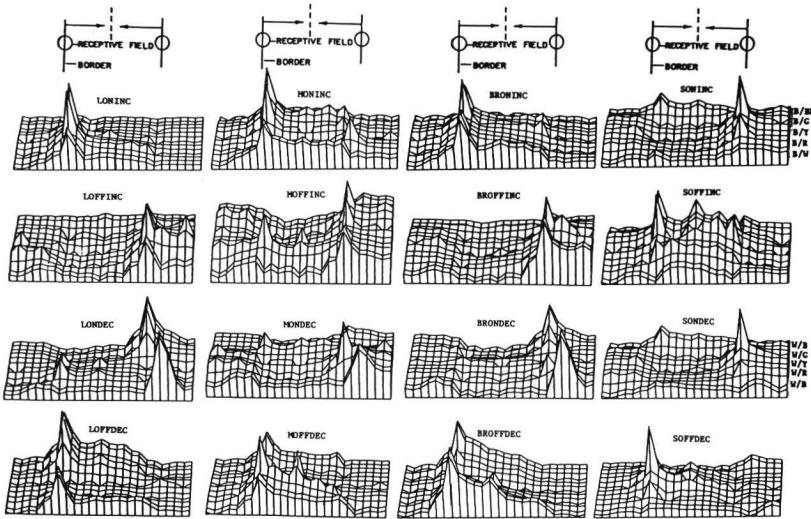 RECEPTIVE FIELD RECEPTIVE FIELD RECEPTIVE FIELD RECEPTIVE FIELD
BORDER BORDER BORDER BORDER
LONINC MONINC BRONINC SONINC
B/G
B/Y
B/R
B/W
LOFFINC MOFFINC BROFFINC SOFFINC
LONDEC MONDEC BRONDEC SONDEC
W/B
W/G
W/Y
W/R
W/B
LOFFDEC MOFFDEC BROFFDEC SOFFDEC